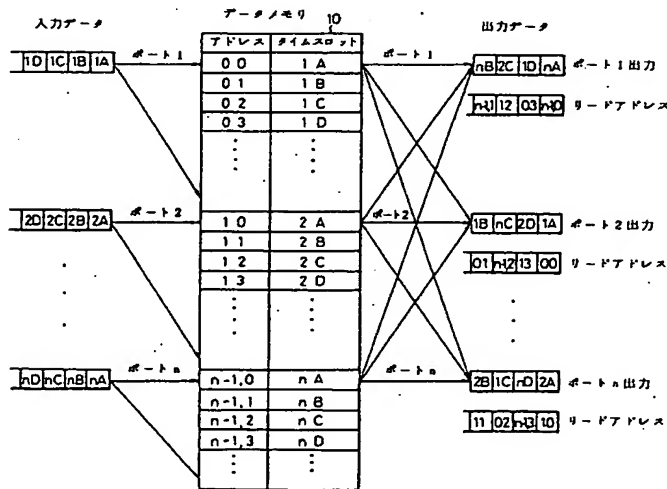 入力データ
データメモリ
10
出力データ
アドレス タイムスロット
ポート1
ポート1
1D 1C 1B 1A
00 1A
01 1B
02 1C
03 1D
nB 2C 1D nA
ポート1出力
n-1,1 12 03 n-1,0
リードアドレス
ポート2
ポート2
2D 2C 2B 2A
10 2A
11 2B
12 2C
13 2D
1B nC 2D 1A
ポート2出力
01 n-1,2 13 00
リードアドレス
ポートn
ポートn
nD nC nB nA
n-1,0 nA
n-1,1 nB
n-1,2 nC
n-1,3 nD
2B 1C nD 2A
ポートn出力
11 02 n-1,3 10
リードアドレス